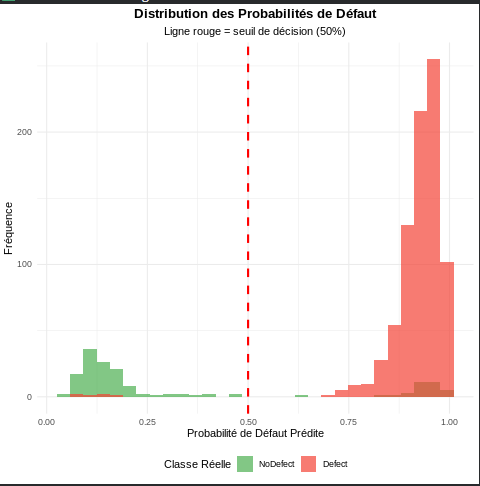 Distribution des Probabilités de Défaut
Ligne rouge = seuil de décision (50%)
Fréquence
200
100
0
0.00 0.25 0.50 0.75 1.00
Probabilité de Défaut Prédite
Classe Réelle NoDefect Defect